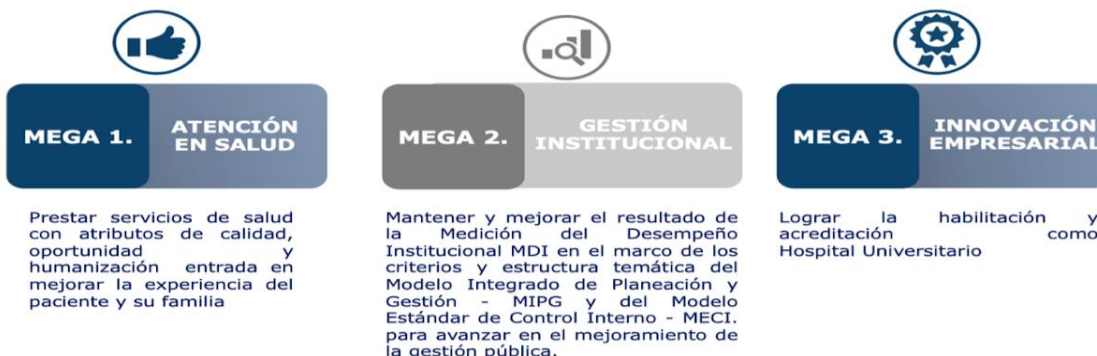 MEGA 1.
ATENCIÓN
EN SALUD
Prestar servicios de salud
con atributos de calidad,
oportunidad y
humanización entrada en
mejorar la experiencia del
paciente y su familia
MEGA 2.
GESTIÓN
INSTITUCIONAL
Mantener y mejorar el resultado de
la Medición del Desempeño
Institucional MDI en el marco de los
criterios y estructura temática del
Modelo Integrado de Planeación y
Gestión - MIPG y del Modelo
Estándar de Control Interno - MECI.
para avanzar en el mejoramiento de
la gestión pública.
MEGA 3.
INNOVACIÓN
EMPRESARIAL
Lograr la habilitación y
acreditación como
Hospital Universitario